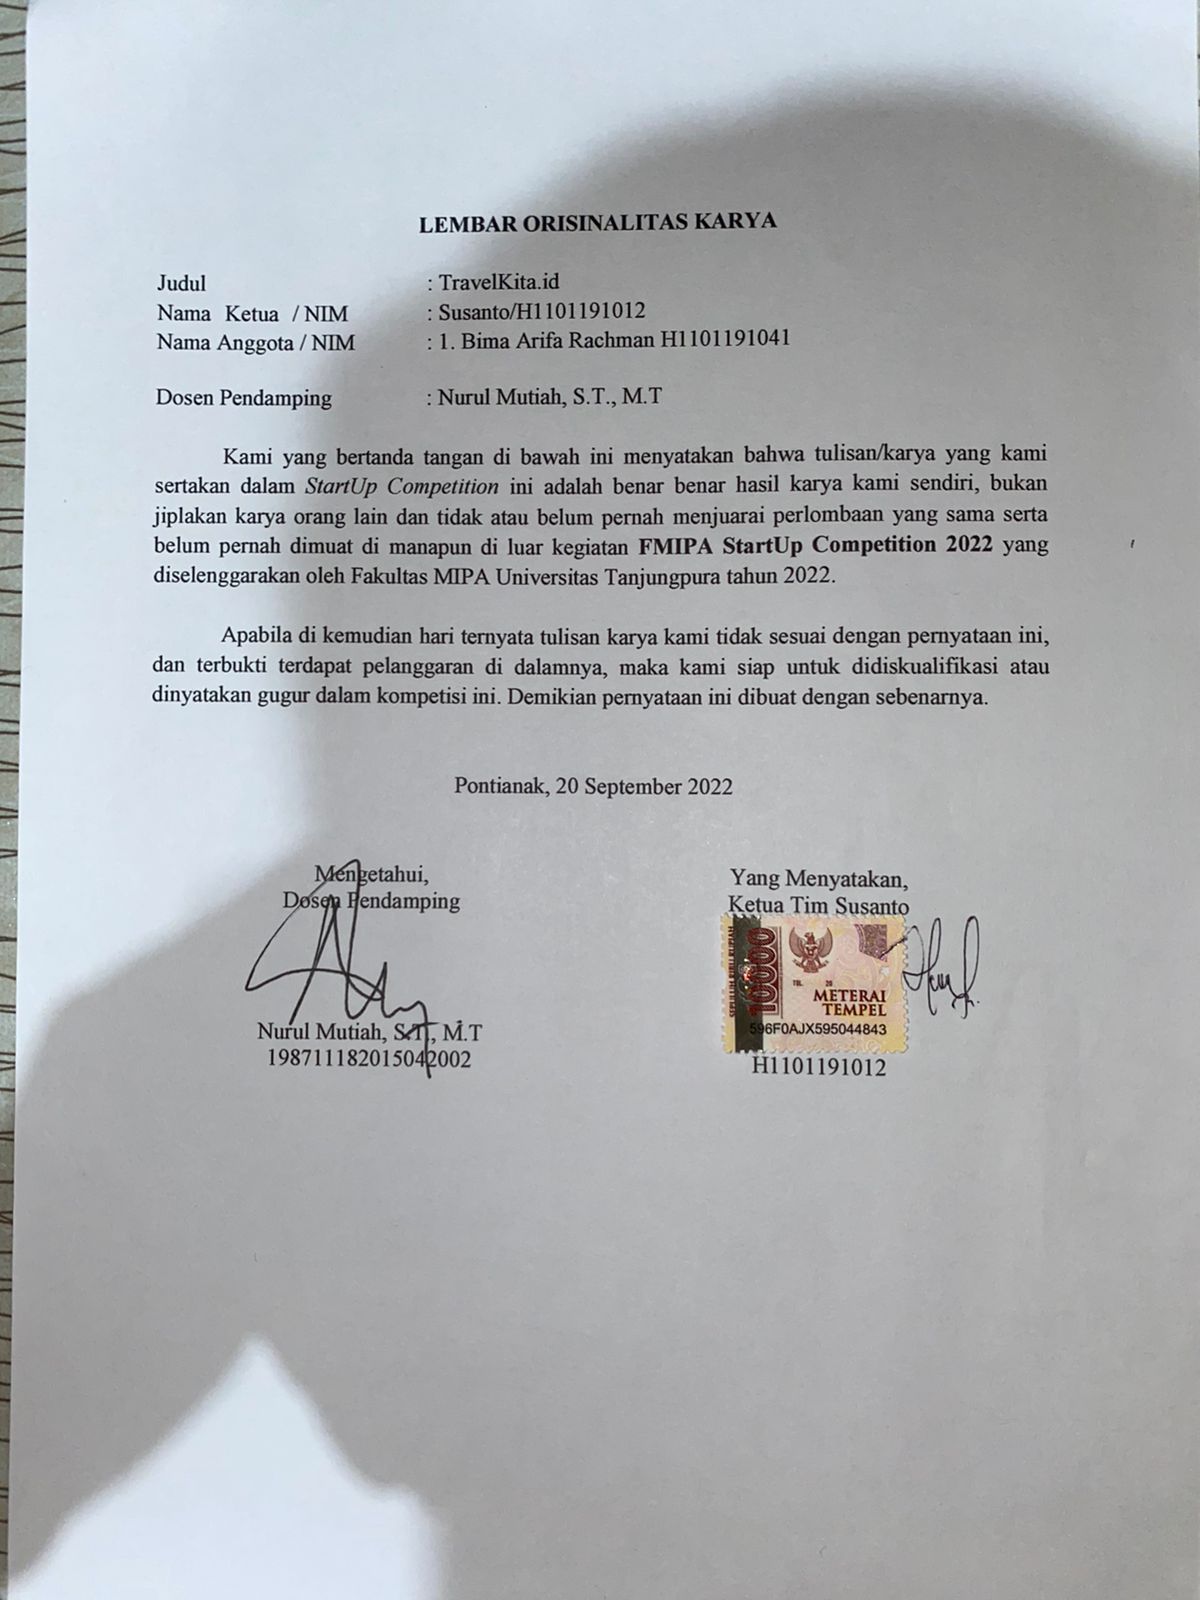 LEMBAR ORISINALITAS KARYA
Judul : TravelKita.id
Nama Ketua / NIM : Susanto/H1101191012
Nama Anggota / NIM : 1. Bima Arifa Rachman H1101191041
Dosen Pendamping : Nurul Mutiah, S.T., M.T
Kami yang bertanda tangan di bawah ini menyatakan bahwa tulisan/karya yang kami
sertakan dalam StartUp Competition ini adalah benar benar hasil karya kami sendiri, bukan
jiplakan karya orang lain dan tidak atau belum pernah menjuarai perlombaan yang sama serta
belum pernah dimuat di manapun di luar kegiatan FMIPA StartUp Competition 2022 yang
diselenggarakan oleh Fakultas MIPA Universitas Tanjungpura tahun 2022.
Apabila di kemudian hari ternyata tulisan karya kami tidak sesuai dengan pernyataan ini,
dan terbukti terdapat pelanggaran di dalamnya, maka kami siap untuk didiskualifikasi atau
dinyatakan gugur dalam kompetisi ini. Demikian pernyataan ini dibuat dengan sebenarnya.
Pontianak, 20 September 2022
Mengetahui,
Dosen Pendamping
Nurul Mutiah, S.T., M.T
198711182015042002
Yang Menyatakan,
Ketua Tim Susanto
SEPULUH RIBU RUPIAH
10000
TGL. 20
METERAI
TEMPEL
596F0AJX595044843
H1101191012